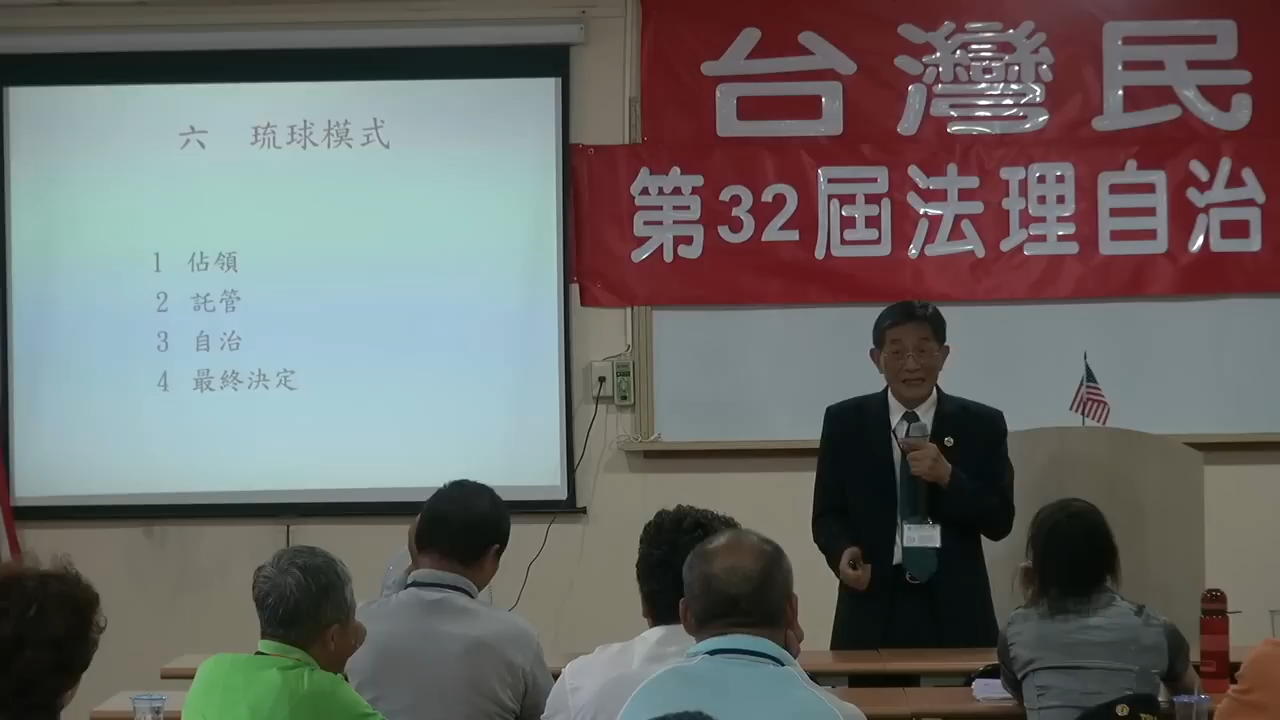 六 琉球模式
1 佔領
2 託管
3 自治
4 最終決定
台灣民
第32屆法理自治